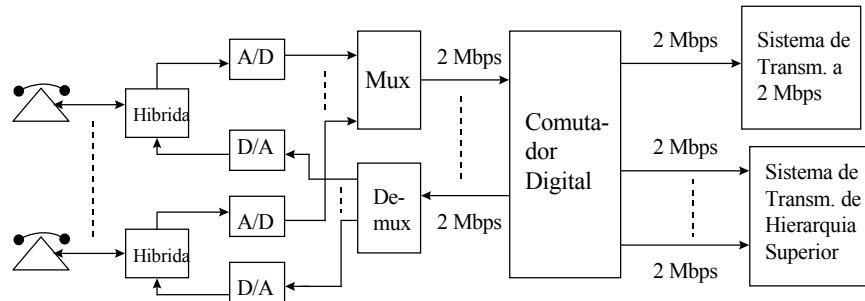 A/D
Hibrida
D/A
A/D
Hibrida
D/A
Mux
De-
mux
2 Mbps
2 Mbps
Comuta-
dor
Digital
2 Mbps
2 Mbps
2 Mbps
Sistema de
Transm. a
2 Mbps
Sistema de
Transm. de
Hierarquia
Superior